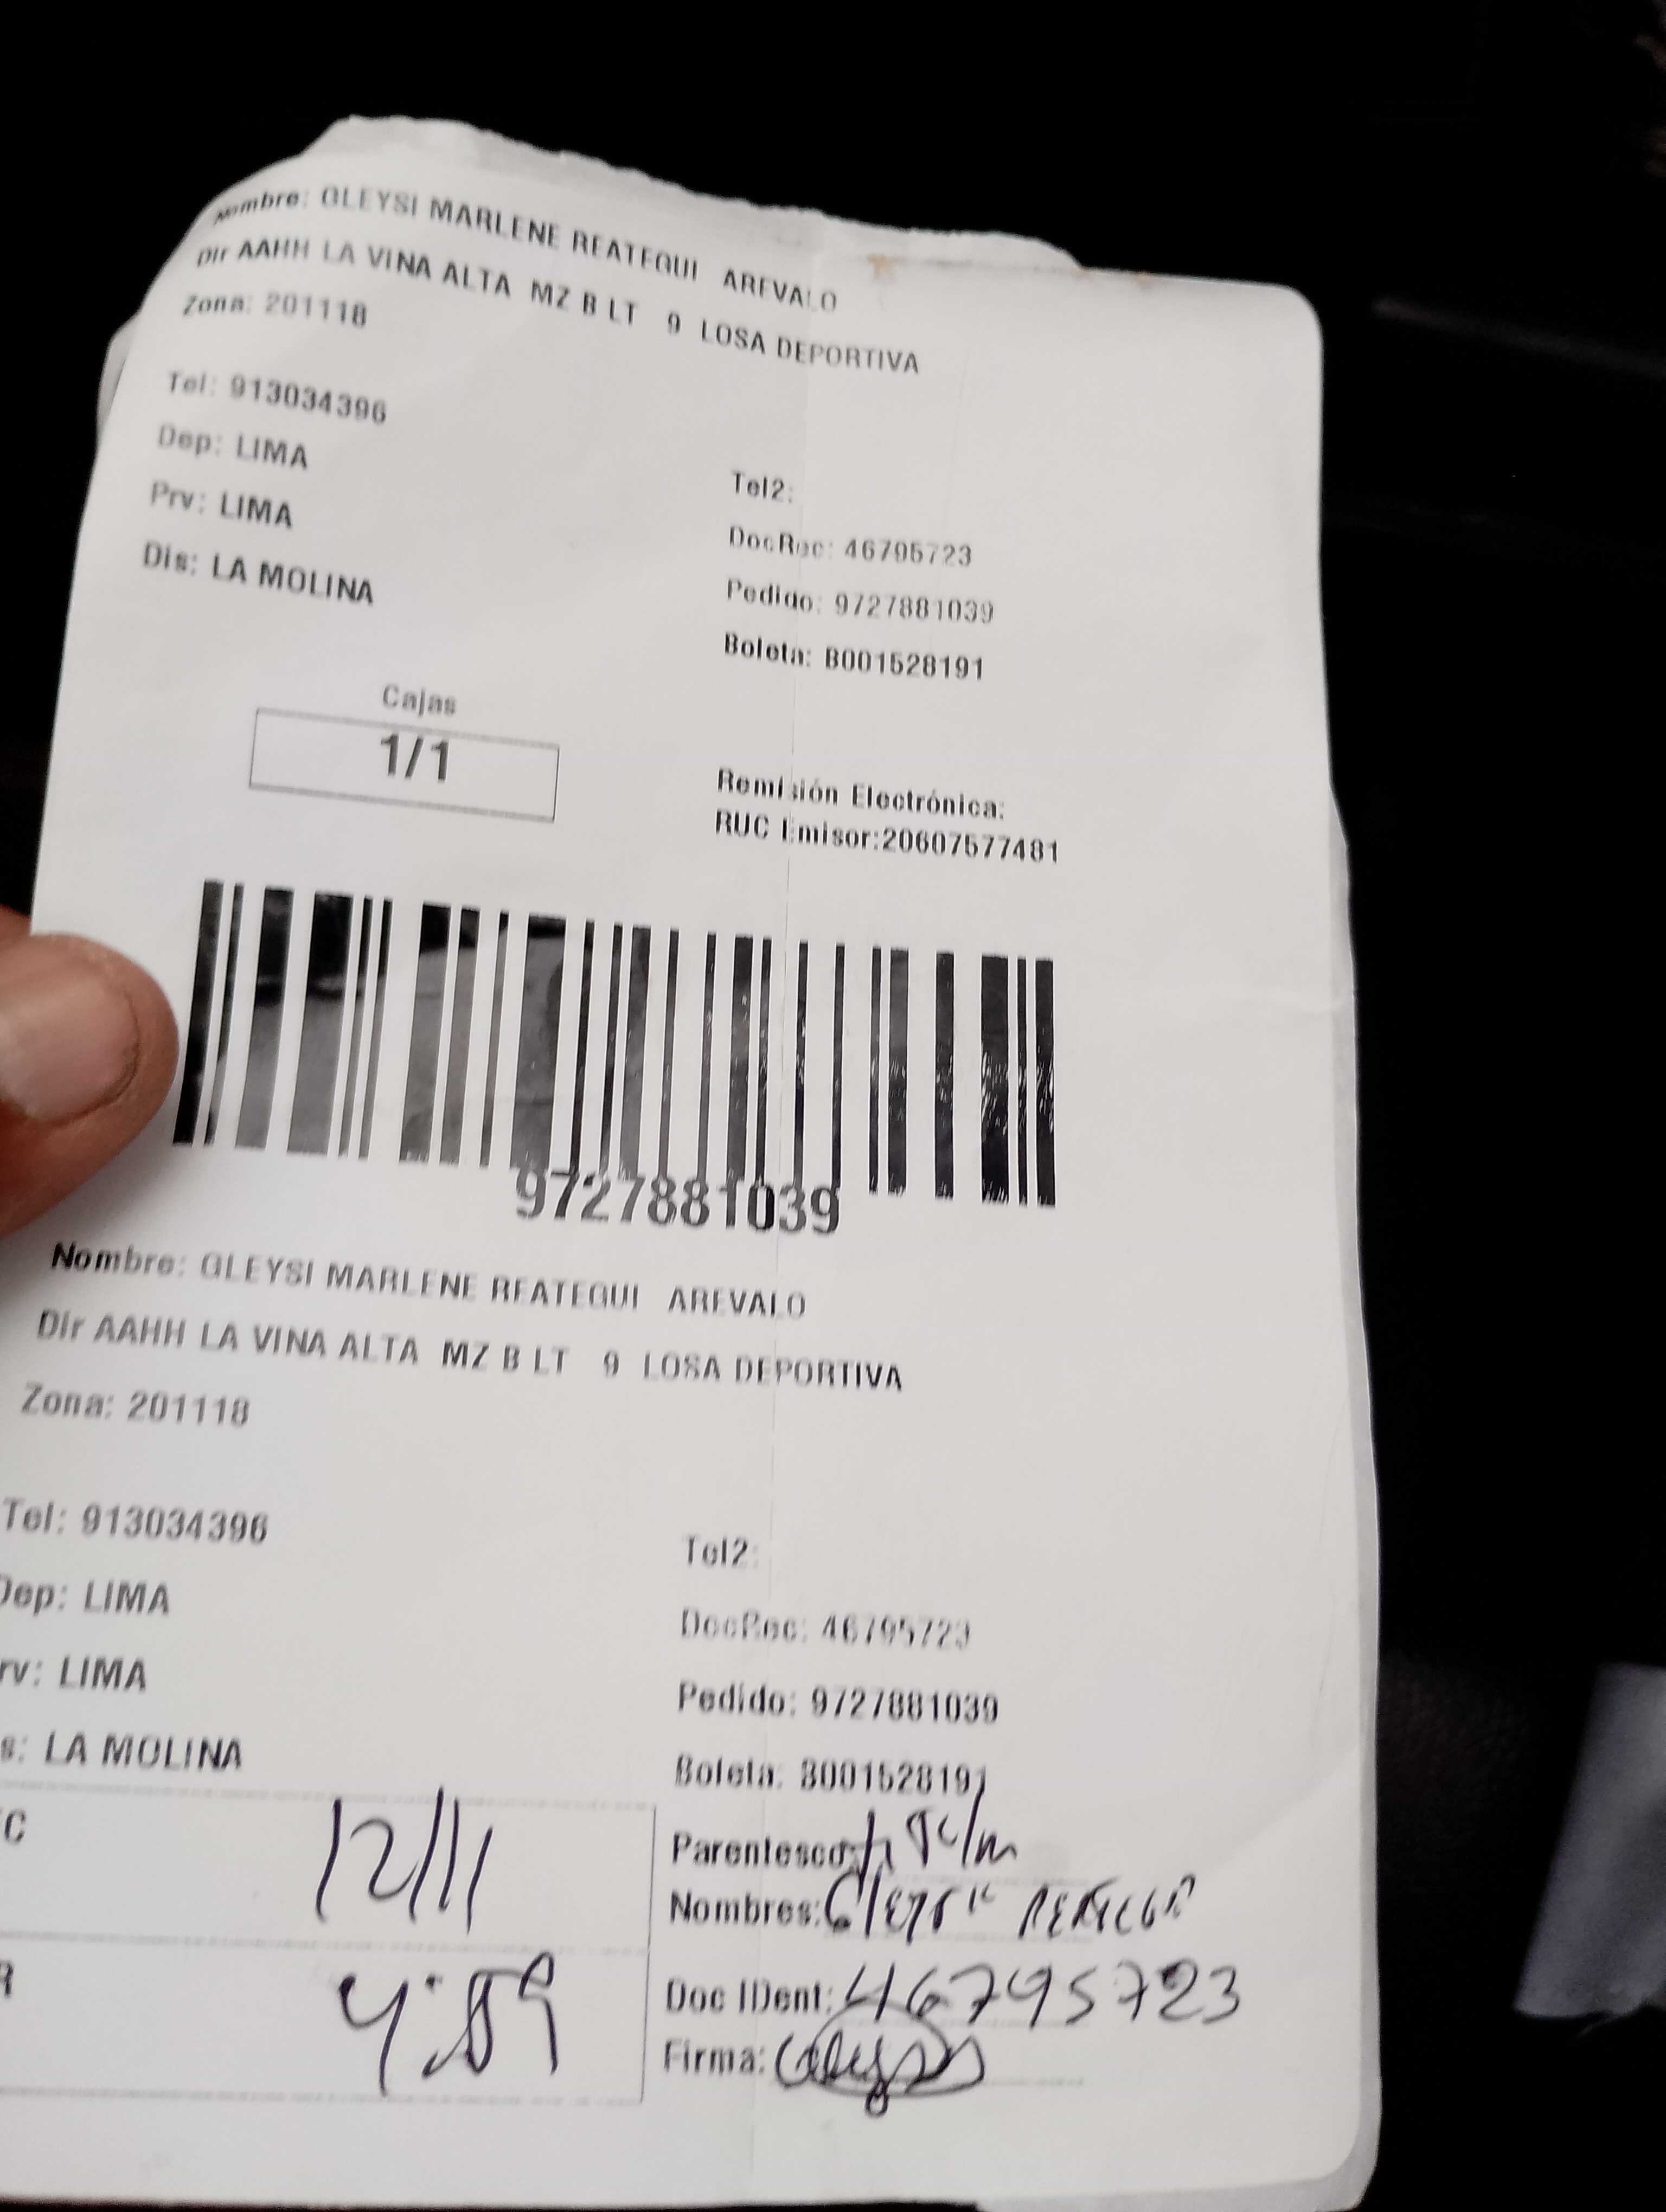 Nombre: GLEYSI MARLENE REATEGUI AREVALO
Dir AAHH LA VINA ALTA MZ B LT 9 LOSA DEPORTIVA
Zona: 201118
Tel: 913034396
Dep: LIMA
Prv: LIMA
Dis: LA MOLINA
Tel2:
DocRec: 46795723
Pedido: 9727881039
Boleta: B001528191
Cajas
1/1
Remisión Electrónica:
RUC Emisor:20607577481
9727881039
Nombre: GLEYSI MARLENE REATEGUI AREVALO
Dir AAHH LA VINA ALTA MZ B LT 9 LOSA DEPORTIVA
Zona: 201118
Tel: 913034396
Dep: LIMA
rv: LIMA
s: LA MOLINA
Tel2:
DocRec: 46795723
Pedido: 9727881039
Boleta: B001528191
C
12/11
R
Parentesco:
Nombres:
Doc IDent: 46795723
Firma: